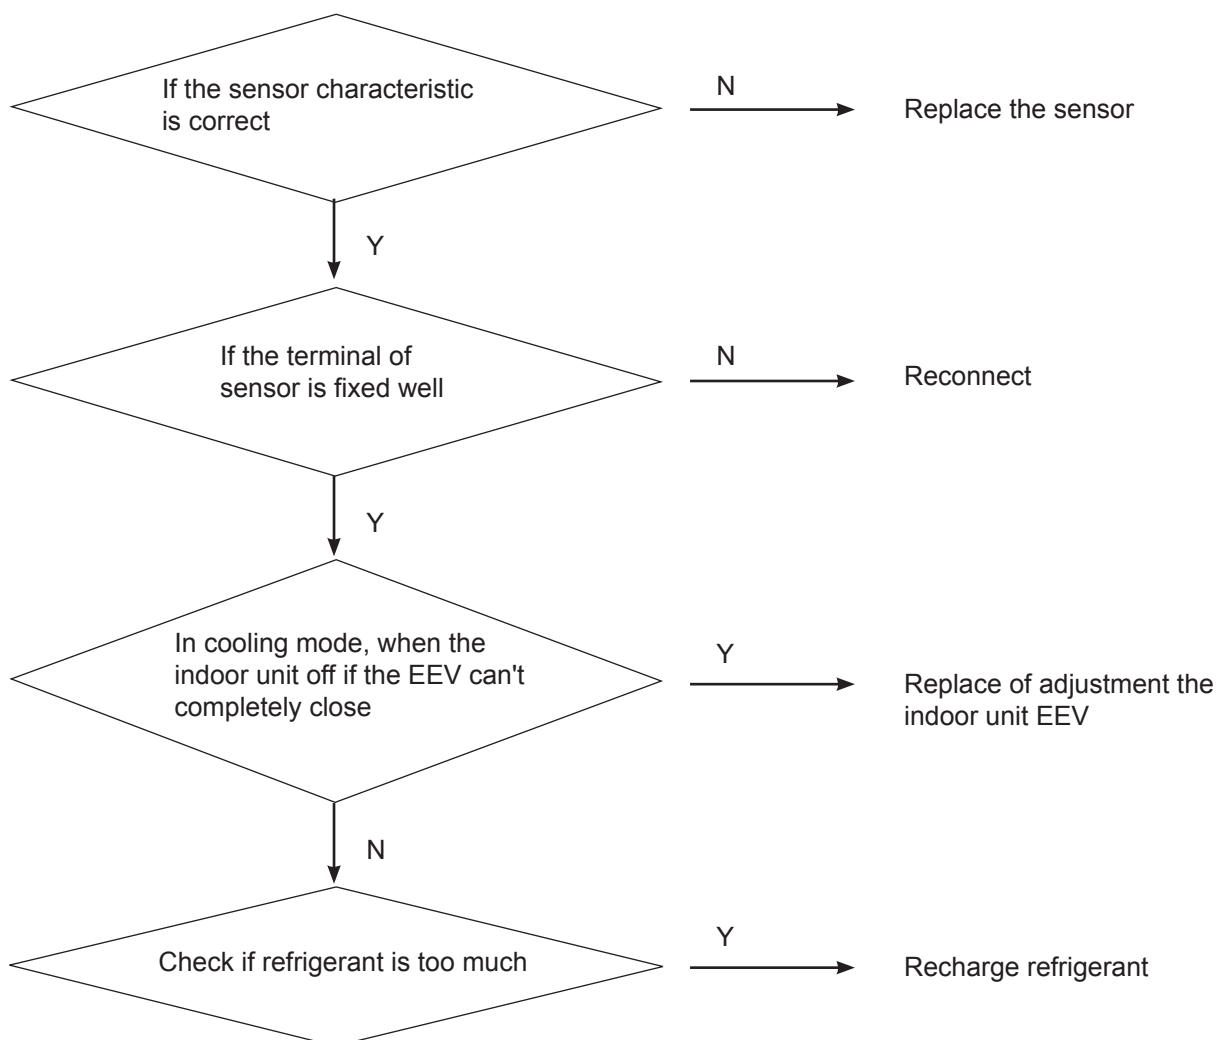 If the sensor characteristic
is correct
N
Replace the sensor
Y
If the terminal of
sensor is fixed well
N
Reconnect
Y
In cooling mode, when the
indoor unit off if the EEV can't
completely close
Y
Replace of adjustment the
indoor unit EEV
N
Check if refrigerant is too much
Y
Recharge refrigerant